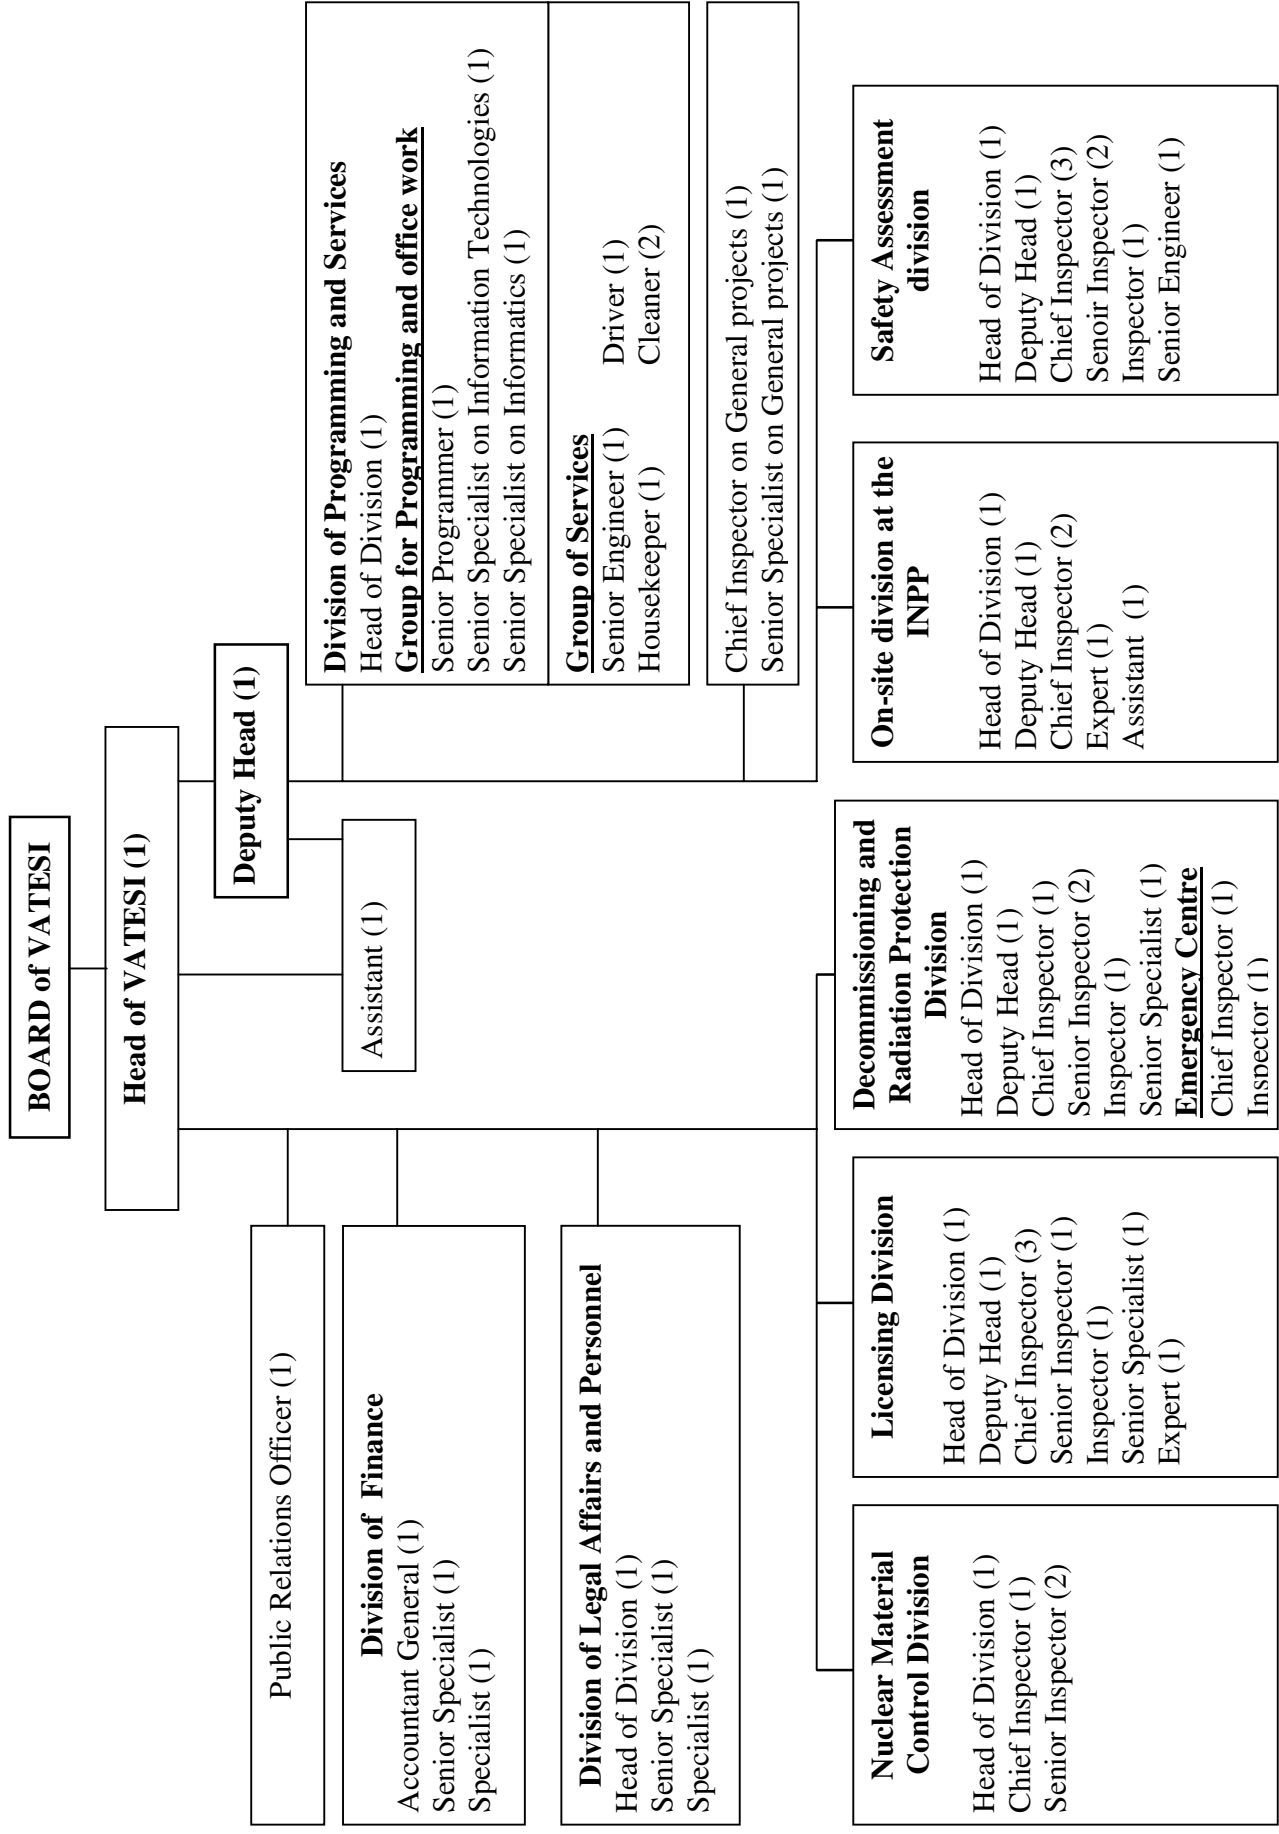 BOARD of VATESI
Head of VATESI (1)
Deputy Head (1)
Assistant (1)
Public Relations Officer (1)
Division of Finance
Accountant General (1)
Senior Specialist (1)
Specialist (1)
Division of Legal Affairs and Personnel
Head of Division (1)
Senior Specialist (1)
Specialist (1)
Division of Programming and Services
Head of Division (1)
Group for Programming and office work
Senior Programmer (1)
Senior Specialist on Information Technologies (1)
Senior Specialist on Informatics (1)
Group of Services
Senior Engineer (1) Driver (1)
Housekeeper (1) Cleaner (2)
Chief Inspector on General projects (1)
Senior Specialist on General projects (1)
Nuclear Material
Control Division
Head of Division (1)
Chief Inspector (1)
Senior Inspector (2)
Licensing Division
Head of Division (1)
Deputy Head (1)
Chief Inspector (3)
Senior Inspector (1)
Inspector (1)
Senior Specialist (1)
Expert (1)
Decommissioning and
Radiation Protection
Division
Head of Division (1)
Deputy Head (1)
Chief Inspector (1)
Senior Inspector (2)
Inspector (1)
Senior Specialist (1)
Emergency Centre
Chief Inspector (1)
Inspector (1)
On-site division at the
INPP
Head of Division (1)
Deputy Head (1)
Chief Inspector (2)
Expert (1)
Assistant (1)
Safety Assessment
division
Head of Division (1)
Deputy Head (1)
Chief Inspector (3)
Senoir Inspector (2)
Inspector (1)
Senior Engineer (1)